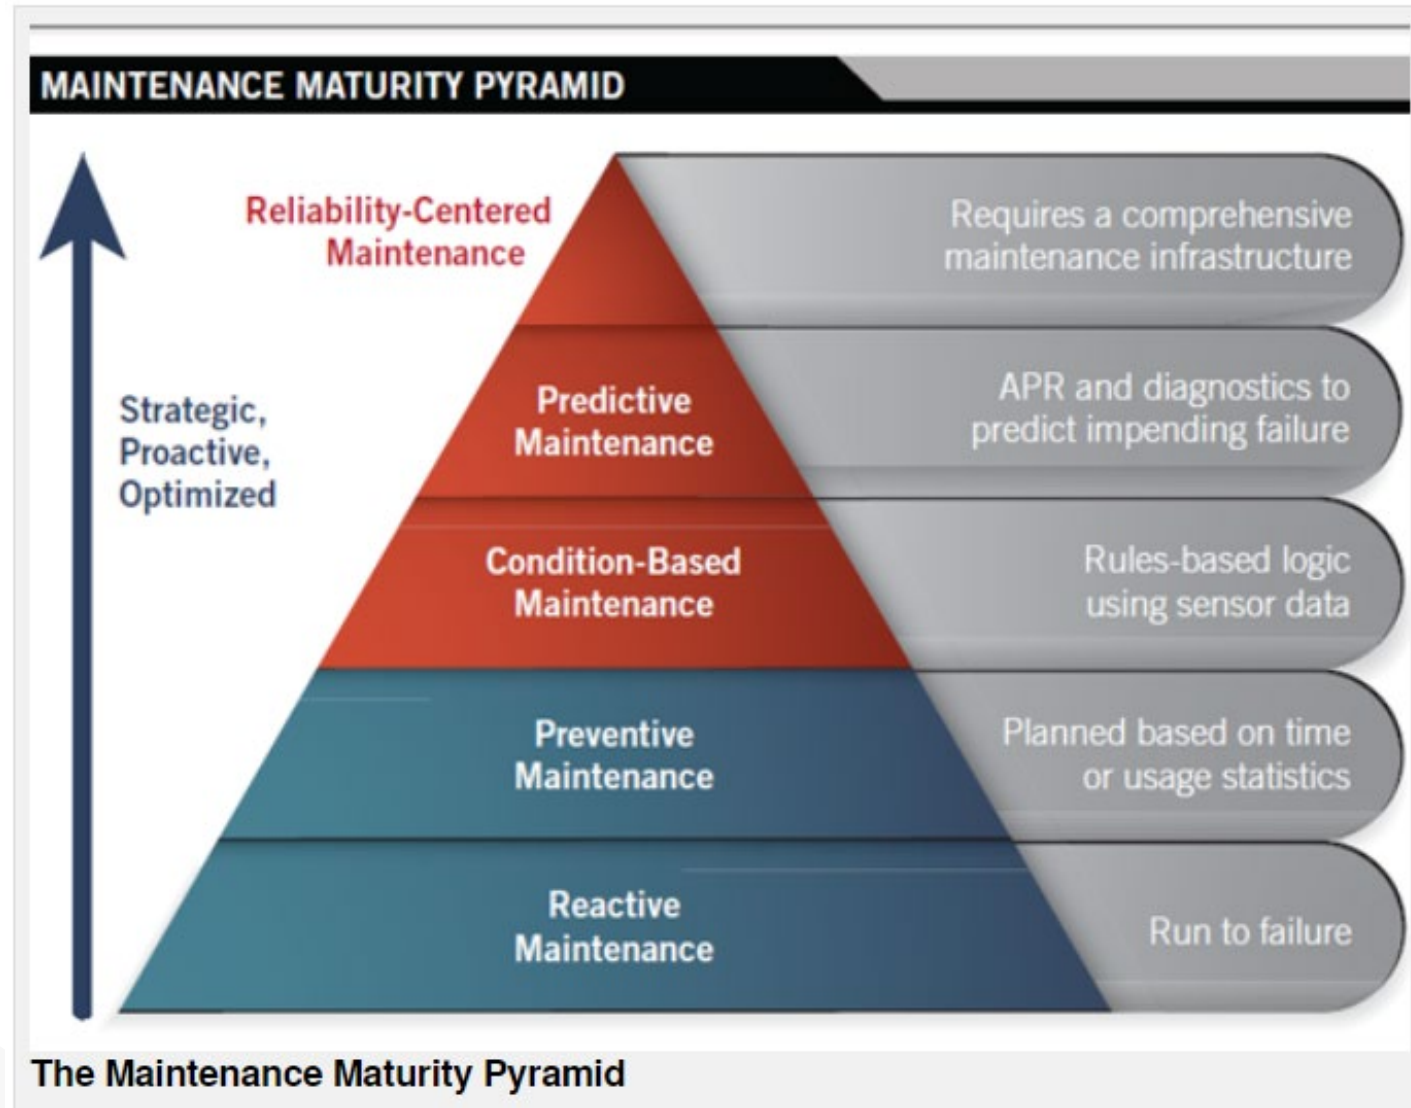 MAINTENANCE MATURITY PYRAMID
Reliability-Centered
Maintenance
Requires a comprehensive
maintenance infrastructure
Strategic,
Proactive,
Optimized
Predictive
Maintenance
APR and diagnostics to
predict impending failure
Condition-Based
Maintenance
Rules-based logic
using sensor data
Preventive
Maintenance
Planned based on time
or usage statistics
Reactive
Maintenance
Run to failure
The Maintenance Maturity Pyramid